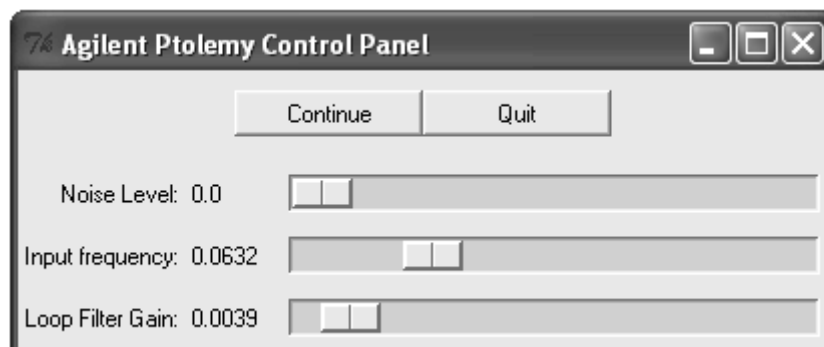 Agilent Ptolemy Control Panel
Continue Quit
Noise Level: 0.0
Input frequency: 0.0632
Loop Filter Gain: 0.0039